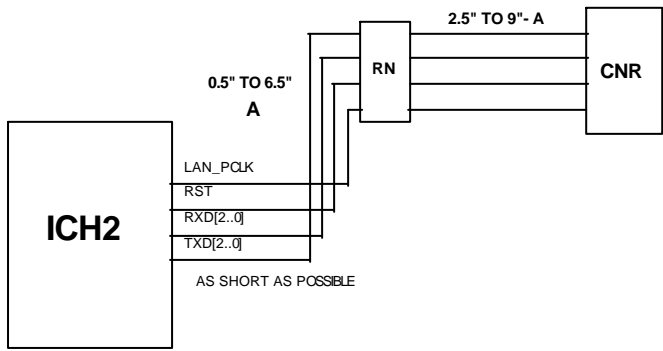 2.5" TO 9"- A
RN
CNR
0.5" TO 6.5"
A
LAN_PCLK
RST
ICH2
RXD[2..0]
TXD[2..0]
AS SHORT AS POSSIBLE